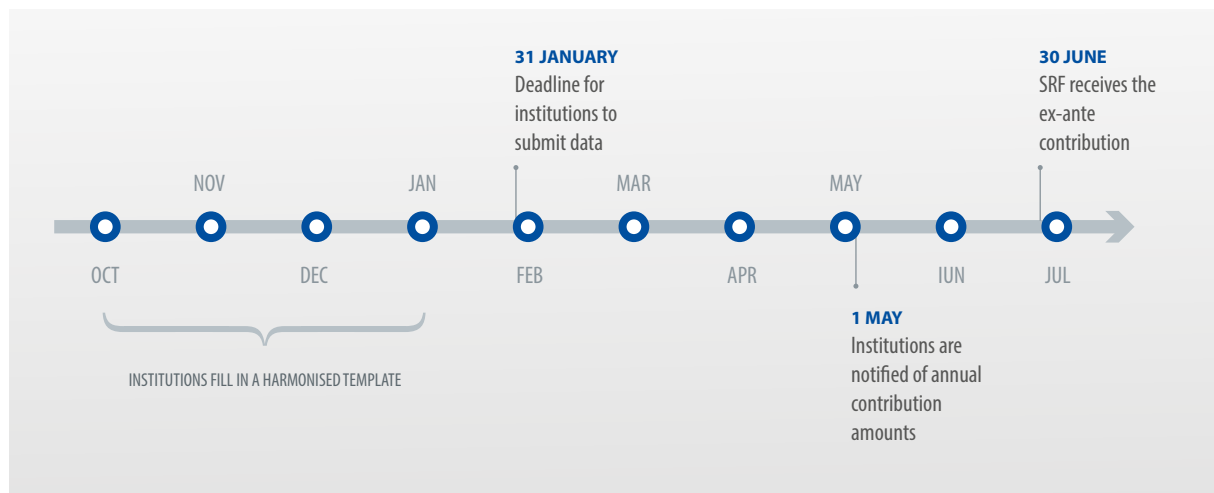 31 JANUARY
Deadline for
institutions to
submit data
30 JUNE
SRF receives the
ex-ante
contribution
NOV
JAN
MAR
MAY
OCT
DEC
FEB
APR
IUN
JUL
INSTITUTIONS FILL IN A HARMONISED TEMPLATE
1 MAY
Institutions are
notified of annual
contribution
amounts